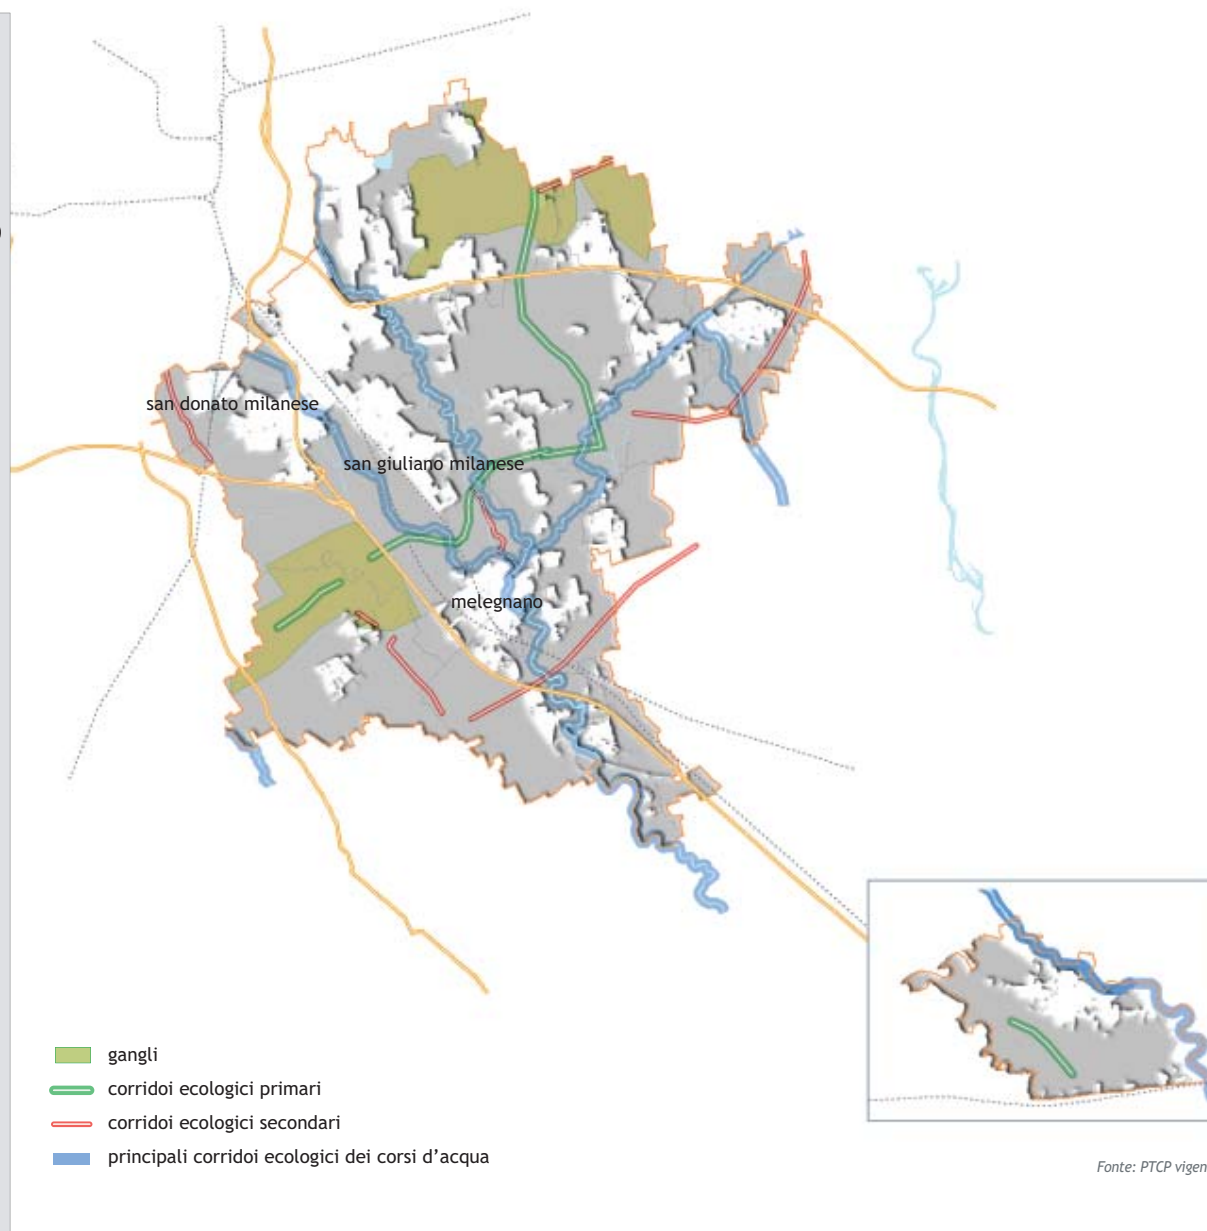 san donato milanese
san giuliano milanese
melegnano
gangli
corridoi ecologici primari
corridoi ecologici secondari
principali corridoi ecologici dei corsi d’acqua
Fonte: PTCP vigen